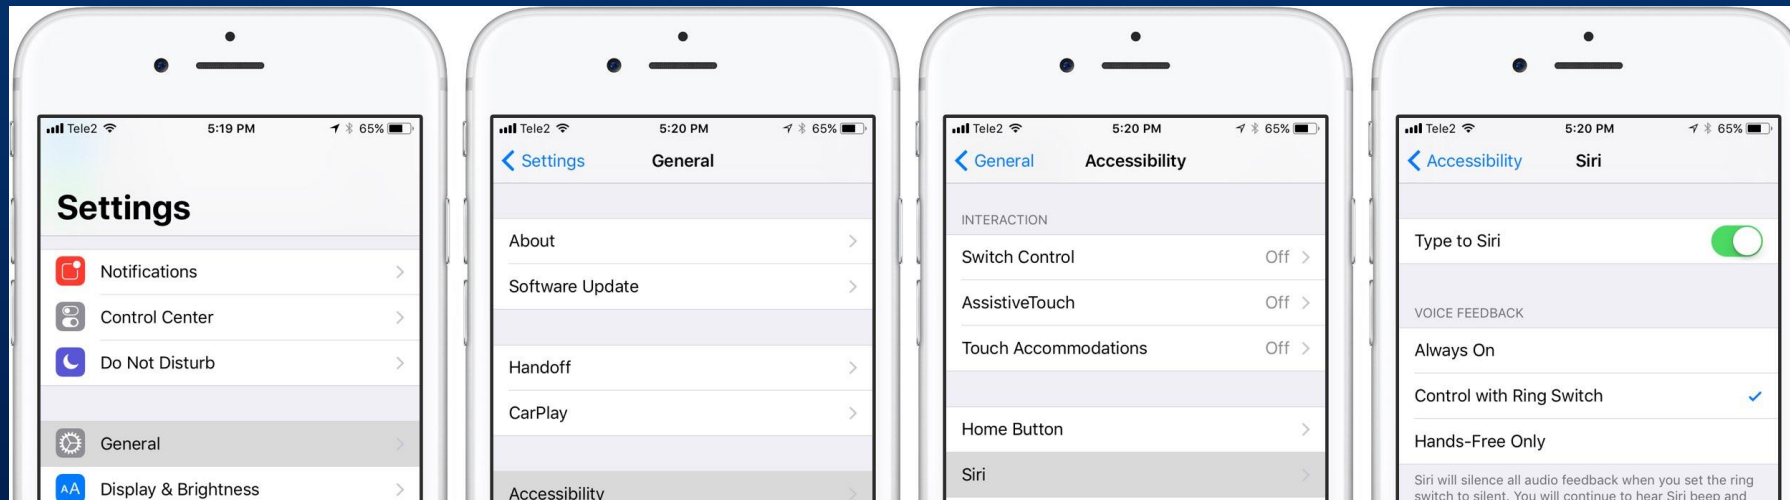 Tele2 5:19 PM 65%
Settings
Notifications
Control Center
Do Not Disturb
General
AA Display & Brightness
Tele2 5:20 PM 65%
Settings General
About
Software Update
Handoff
CarPlay
Accessibility
Tele2 5:20 PM 65%
General Accessibility
INTERACTION
Switch Control Off
AssistiveTouch Off
Touch Accommodations Off
Home Button
Siri
Tele2 5:20 PM 65%
Accessibility Siri
Type to Siri
VOICE FEEDBACK
Always On
Control with Ring Switch
Hands-Free Only
Siri will silence all audio feedback when you set the ring
switch to silent. You will continue to hear Siri beep and